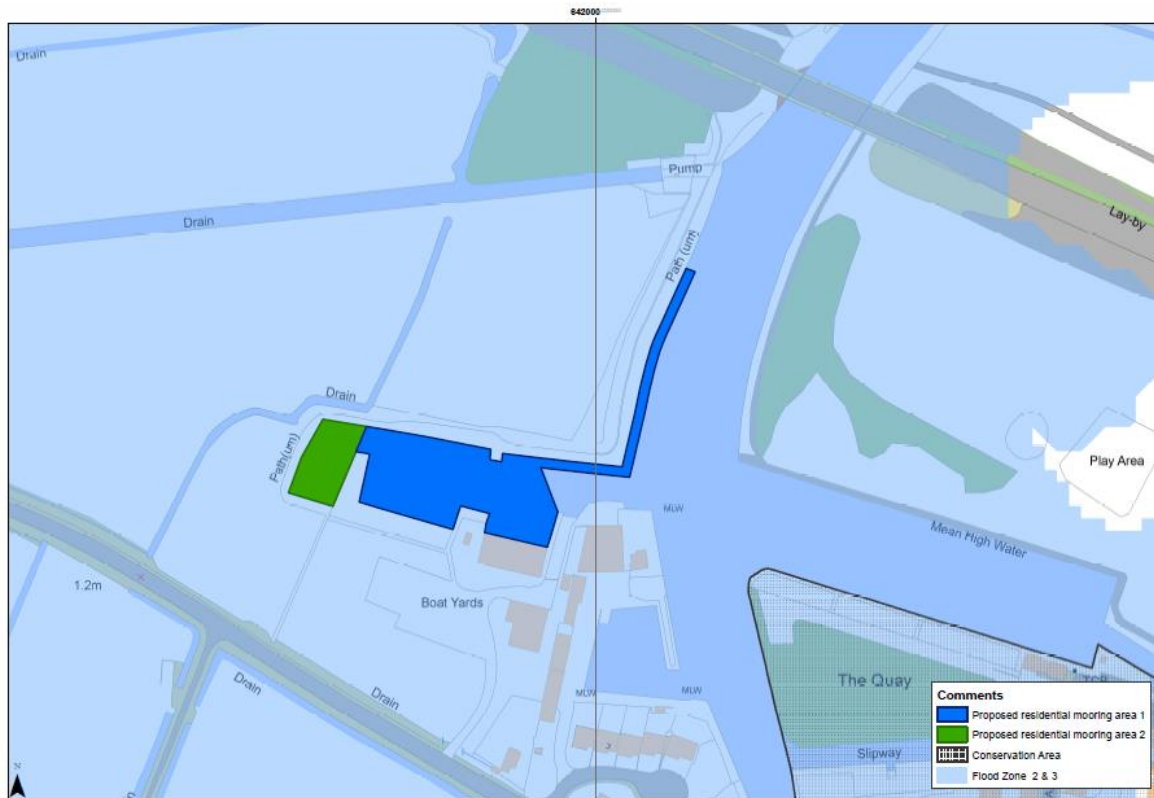 642000
Drain
Pump
Drain
Lay-by
Path (um)
Drain
Path(um)
Play Area
MLW
Mean High Water
1.2m
Boat Yards
The Quay
TCB
Drain
Drain
MLW
MLW
Slipway
Comments
Proposed residential mooring area 1
Proposed residential mooring area 2
Conservation Area
Flood Zone 2 & 3